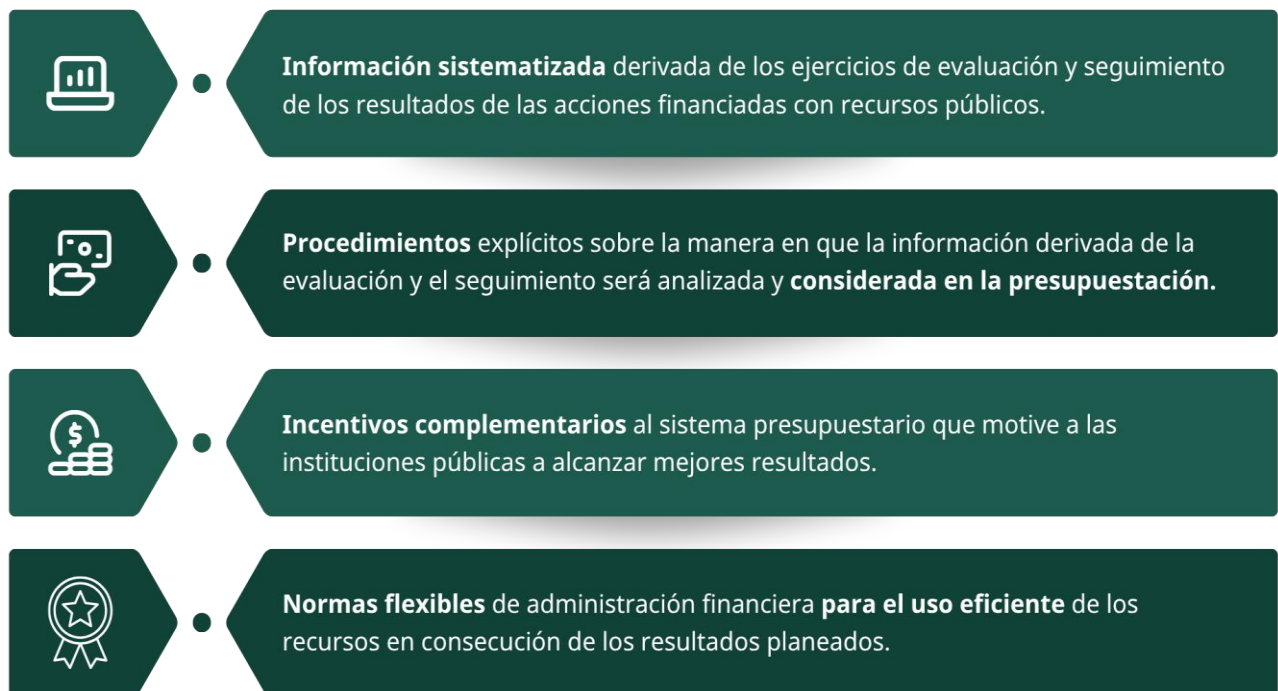 Información sistematizada derivada de los ejercicios de evaluación y seguimiento
de los resultados de las acciones financiadas con recursos públicos.
Procedimientos explícitos sobre la manera en que la información derivada de la
evaluación y el seguimiento será analizada y considerada en la presupuestación.
Incentivos complementarios al sistema presupuestario que motive a las
instituciones públicas a alcanzar mejores resultados.
Normas flexibles de administración financiera para el uso eficiente de los
recursos en consecución de los resultados planeados.